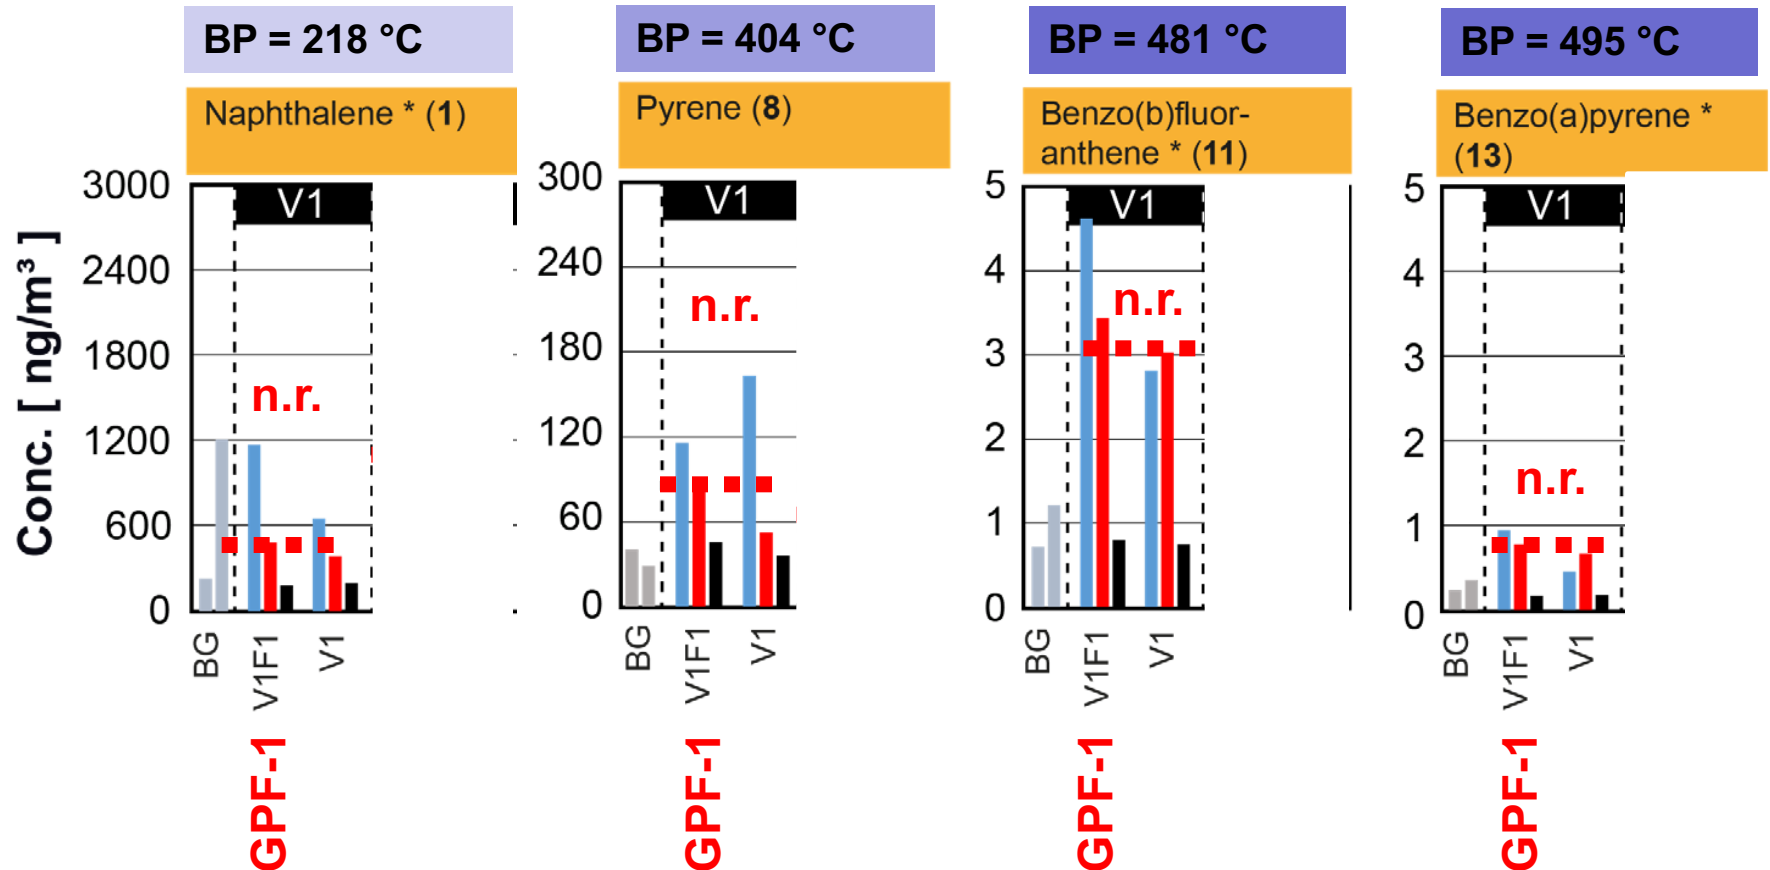 BP = 218 °C
BP = 404 °C
BP = 481 °C
BP = 495 °C
Naphthalene * (1)
Pyrene (8)
Benzo(b)fluor-
anthene * (11)
Benzo(a)pyrene *
(13)
Conc. [ ng/m³ ]
3000
2400
1800
1200
600
0
V1
n.r.
BG
V1F1
V1
GPF-1
300
240
180
120
60
0
V1
n.r.
BG
V1F1
V1
GPF-1
5
4
3
2
1
0
V1
n.r.
BG
V1F1
V1
GPF-1
5
4
3
2
1
0
V1
n.r.
BG
V1F1
V1
GPF-1